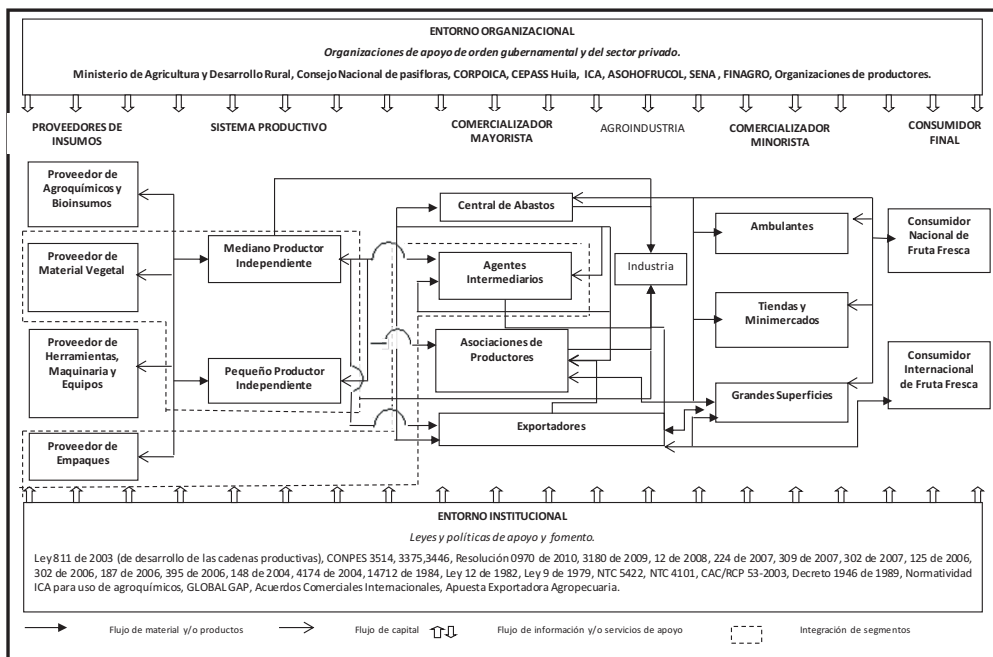 ENTORNO ORGANIZACIONAL
Organizaciones de apoyo de orden gubernamental y del sector privado.
Ministerio de Agricultura y Desarrollo Rural, Consejo Nacional de pasifloras, CORPOICA, CEPASS Huila, ICA, ASOHOFRUCOL, SENA , FINAGRO, Organizaciones de productores.
PROVEEDORES DE
INSUMOS
SISTEMA PRODUCTIVO
COMERCIALIZADOR
MAYORISTA
AGROINDUSTRIA
COMERCIALIZADOR
MINORISTA
CONSUMIDOR
FINAL
Proveedor de
Agroquímicos y
Bioinsumos
Proveedor de
Material Vegetal
Proveedor de
Herramientas,
Maquinaria y
Equipos
Proveedor de
Empaques
Mediano Productor
Independiente
Pequeño Productor
Independiente
Central de Abastos
Agentes
Intermediarios
Asociaciones de
Productores
Exportadores
Industria
Ambulantes
Tiendas y
Minimercados
Grandes Superficies
Consumidor
Nacional de
Fruta Fresca
Consumidor
Internacional
de Fruta Fresca
ENTORNO INSTITUCIONAL
Leyes y políticas de apoyo y fomento.
Ley 811 de 2003 (de desarrollo de las cadenas productivas), CONPES 3514, 3375,3446, Resolución 0970 de 2010, 3180 de 2009, 12 de 2008, 224 de 2007, 309 de 2007, 302 de 2007, 125 de 2006,
302 de 2006, 187 de 2006, 395 de 2006, 148 de 2004, 4174 de 2004, 14712 de 1984, Ley 12 de 1982, Ley 9 de 1979, NTC 5422, NTC 4101, CAC/RCP 53-2003, Decreto 1946 de 1989, Normatividad
ICA para uso de agroquímicos, GLOBAL GAP, Acuerdos Comerciales Internacionales, Apuesta Exportadora Agropecuaria.
Flujo de material y/o productos
Flujo de capital
Flujo de información y/o servicios de apoyo
Integración de segmentos